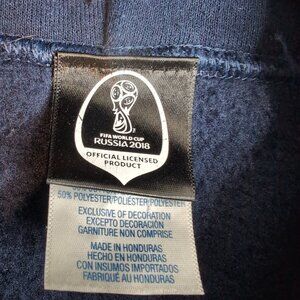 FIFA WORLD CUP
RUSSIA 2018
OFFICIAL LICENSED
PRODUCT
50% POLYESTER/POLIÉSTER/POLYESTER
EXCLUSIVE OF DECORATION
EXCEPTO DECORACIÓN
GARNITURE NON COMPRISE
MADE IN HONDURAS
HECHO EN HONDURAS
CON INSUMOS IMPORTADOS
FABRIQUÉ AU HONDURAS